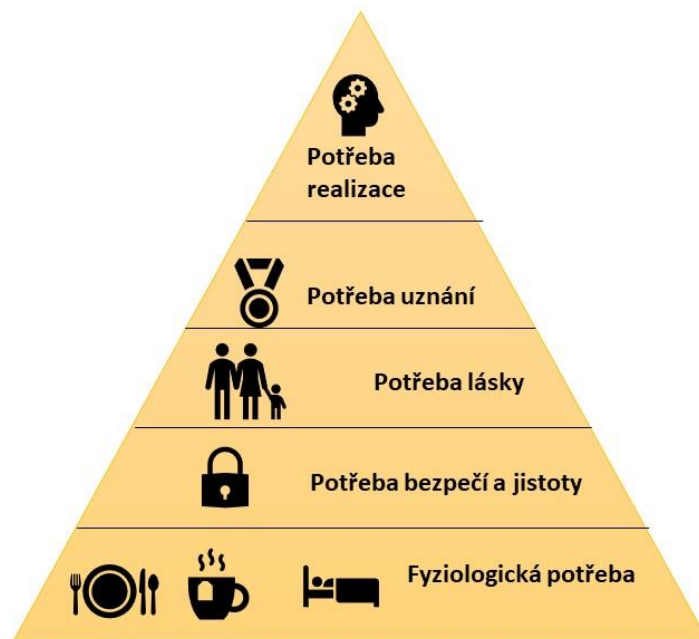 Potřeba
realizace
Potřeba uznání
Potřeba lásky
Potřeba bezpečí a jistoty
Fyziologická potřeba